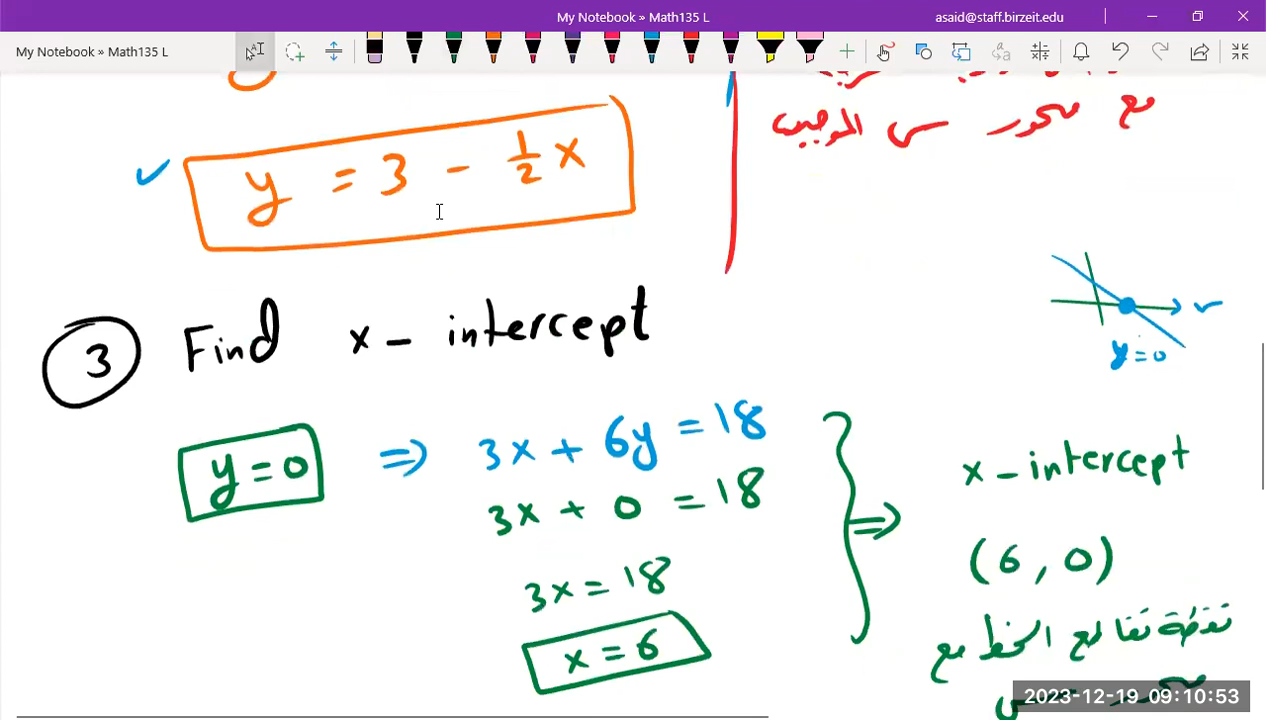 My Notebook » Math135 L
asaid@staff.birzeit.edu
My Notebook » Math135 L
مع محور س الموجب
y = 3 - 1/2 x
3 Find x - intercept
y = 0
y = 0 ⇒ 3x + 6y = 18
3x + 0 = 18
3x = 18
x = 6
⇒ x - intercept
(6, 0)
نقطة تقاطع الخط مع
محور س
2023-12-19 09:10:53